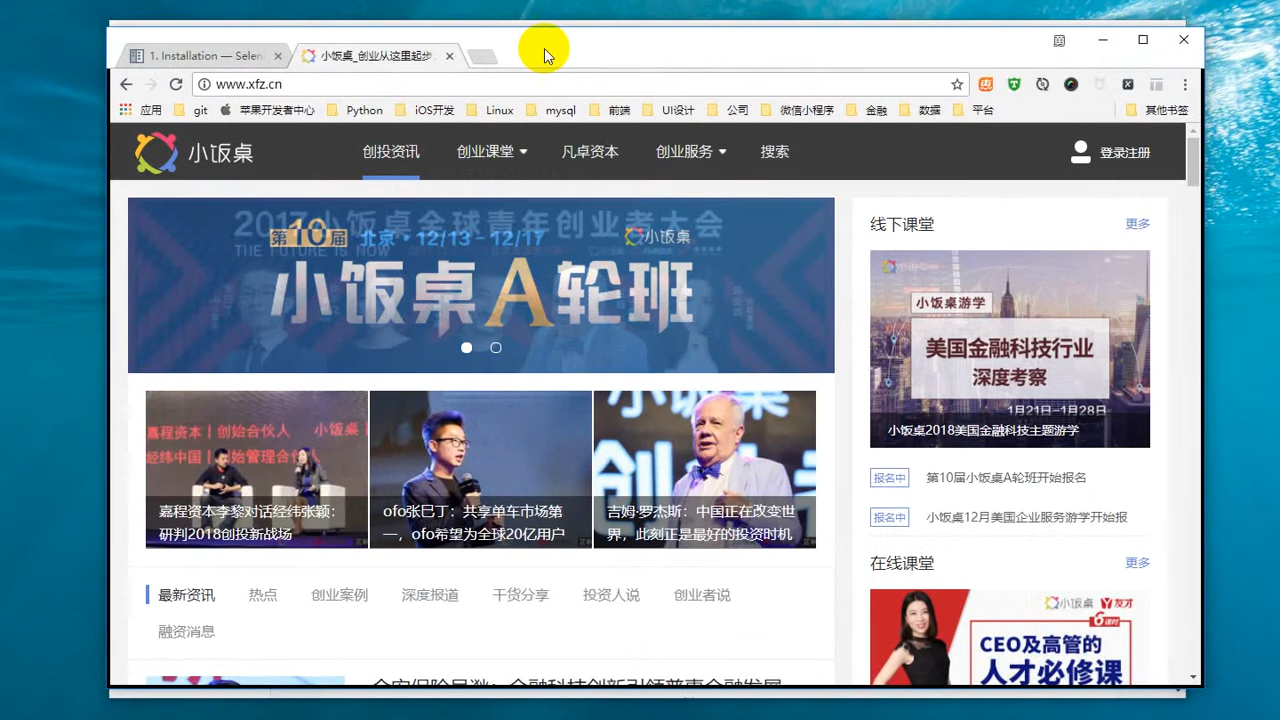 1. Installation — Selen
小饭桌_创业从这里起步
www.xfz.cn
应用 git 苹果开发者中心 Python iOS开发 Linux mysql 前端 UI设计 公司 微信小程序 金融 数据 平台 其他书签
小饭桌 创投资讯 创业课堂 凡卓资本 创业服务 搜索 登录注册
2017小饭桌全球青年创业者大会
THE FUTURE IS NOW
第10届 北京·12/13-12/17 小饭桌
小饭桌A轮班
嘉程资本 | 创始合伙人 小饭桌
经纬中国 | 创始管理合伙
嘉程资本李黎对话经纬张颖：
研判2018创投新战场
ofo张巳丁：共享单车市场第
一，ofo希望为全球20亿用户
吉姆·罗杰斯：中国正在改变世
界，此刻正是最好的投资时机
最新资讯 热点 创业案例 深度报道 干货分享 投资人说 创业者说
融资消息
线下课堂 更多
小饭桌游学
美国金融科技行业
深度考察
1月21日-1月28日
小饭桌2018美国金融科技主题游学
报名中 第10届小饭桌A轮班开始报名
报名中 小饭桌12月美国企业服务游学开始报
在线课堂 更多
小饭桌 友才
6课时
CEO及高管的
人才必修课